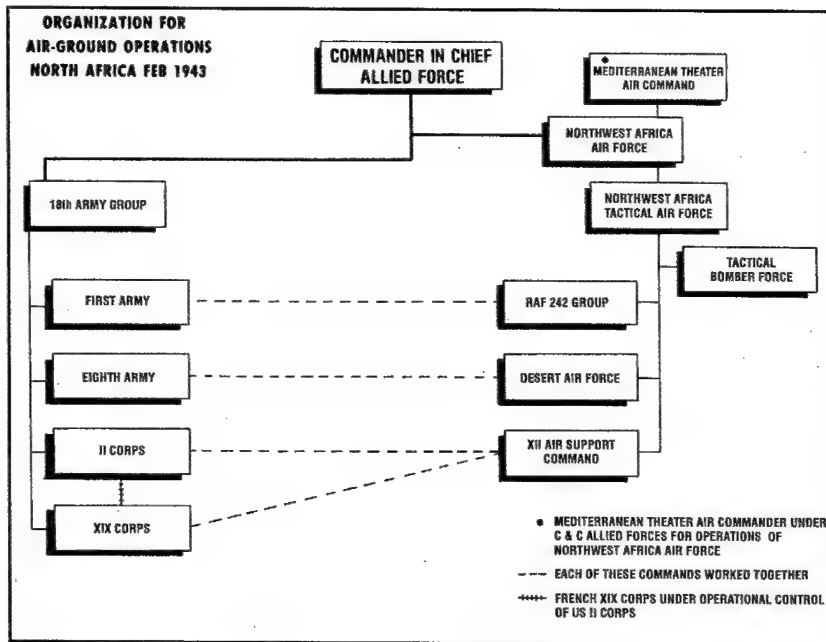 ORGANIZATION FOR
AIR-GROUND OPERATIONS
NORTH AFRICA FEB 1943
COMMANDER IN CHIEF
ALLIED FORCE
*
MEDITERRANEAN THEATER
AIR COMMAND
NORTHWEST AFRICA
AIR FORCE
18th ARMY GROUP
NORTHWEST AFRICA
TACTICAL AIR FORCE
TACTICAL
BOMBER FORCE
FIRST ARMY
RAF 242 GROUP
EIGHTH ARMY
DESERT AIR FORCE
II CORPS
XII AIR SUPPORT
COMMAND
XIX CORPS
* MEDITERRANEAN THEATER AIR COMMANDER UNDER
C & C ALLIED FORCES FOR OPERATIONS OF
NORTHWEST AFRICA AIR FORCE
EACH OF THESE COMMANDS WORKED TOGETHER
FRENCH XIX CORPS UNDER OPERATIONAL CONTROL
OF US II CORPS